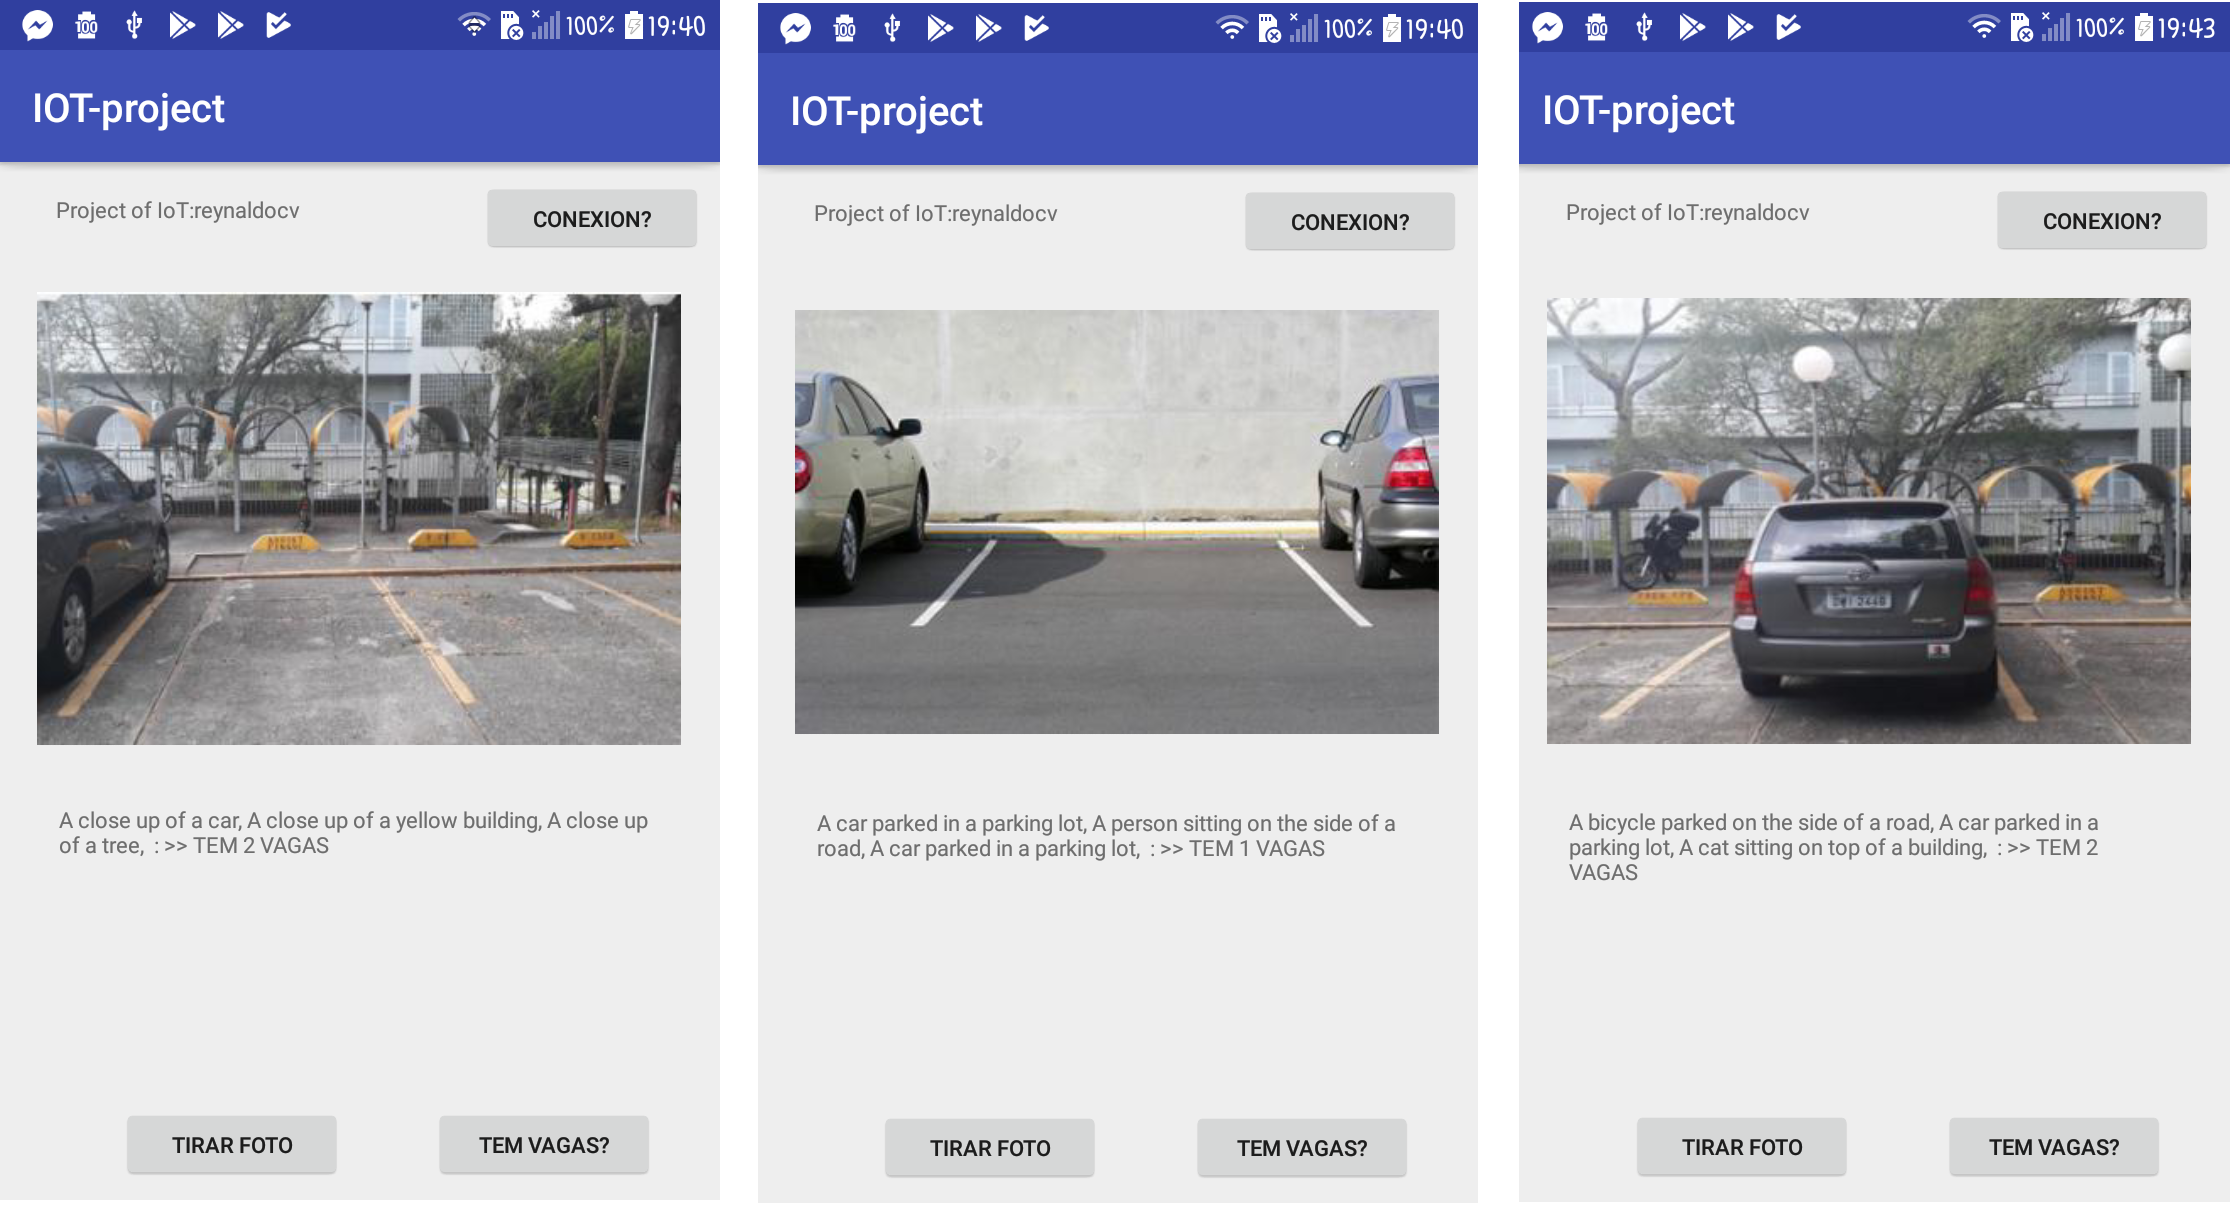 100 100% 19:40
IOT-project
Project of IoT:reynaldocv
CONEXION?
A close up of a car, A close up of a yellow building, A close up
of a tree,  : >> TEM 2 VAGAS
TIRAR FOTO
TEM VAGAS?
100 100% 19:40
IOT-project
Project of IoT:reynaldocv
CONEXION?
A car parked in a parking lot, A person sitting on the side of a
road, A car parked in a parking lot,  : >> TEM 1 VAGAS
TIRAR FOTO
TEM VAGAS?
100 100% 19:43
IOT-project
Project of IoT:reynaldocv
CONEXION?
A bicycle parked on the side of a road, A car parked in a
parking lot, A cat sitting on top of a building,  : >> TEM 2
VAGAS
TIRAR FOTO
TEM VAGAS?